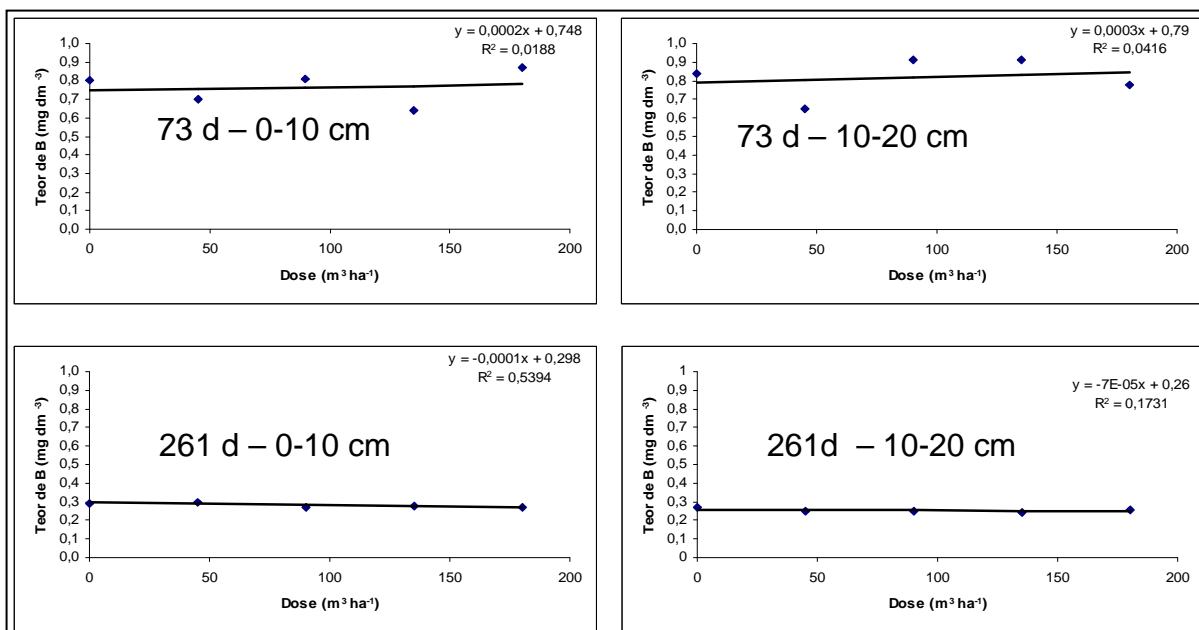 y = 0,0002x + 0,748
R² = 0,0188
1,0
0,9
0,8
0,7
0,6
0,5
0,4
0,3
0,2
0,1
0,0
Teor de B (mg dm ⁻³)
73 d – 0-10 cm
0 50 100 150 200
Dose (m³ ha⁻¹)
y = 0,0003x + 0,79
R² = 0,0416
1,0
0,9
0,8
0,7
0,6
0,5
0,4
0,3
0,2
0,1
0,0
Teor de B (mg dm ⁻³)
73 d – 10-20 cm
0 50 100 150 200
Dose (m³ ha⁻¹)
y = -0,0001x + 0,298
R² = 0,5394
1,0
0,9
0,8
0,7
0,6
0,5
0,4
0,3
0,2
0,1
0,0
Teor de B (mg dm ⁻³)
261 d – 0-10 cm
0 50 100 150 200
Dose (m³ ha⁻¹)
y = -7E-05x + 0,26
R² = 0,1731
1
0,9
0,8
0,7
0,6
0,5
0,4
0,3
0,2
0,1
0
Teor de B (mg dm ⁻³)
261d – 10-20 cm
0 50 100 150 200
Dose (m³ ha⁻¹)